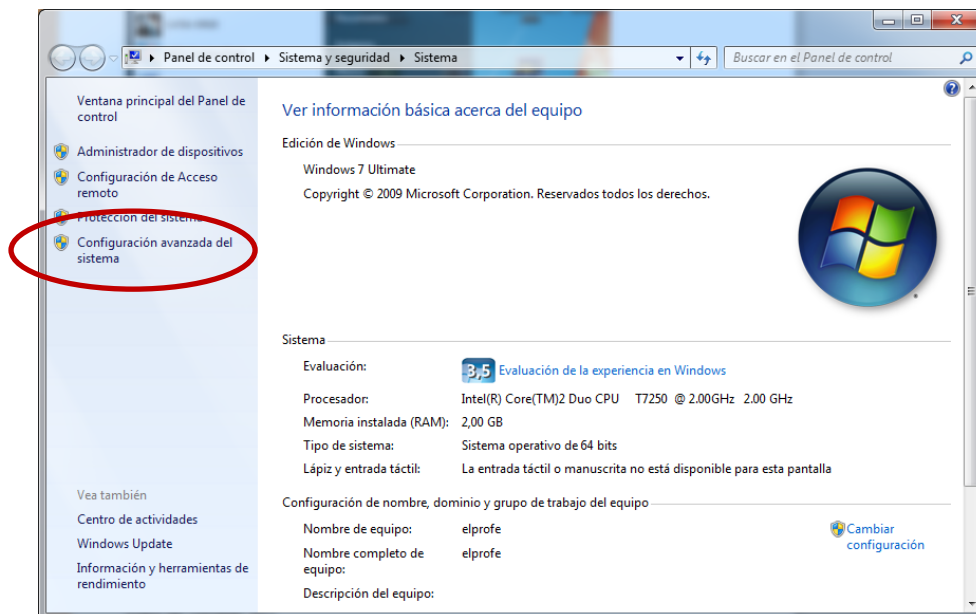 Panel de control ▸ Sistema y seguridad ▸ Sistema
Buscar en el Panel de control
Ventana principal del Panel de
control
Administrador de dispositivos
Configuración de Acceso
remoto
Protección del sistema
Configuración avanzada del
sistema
Vea también
Centro de actividades
Windows Update
Información y herramientas de
rendimiento
Ver información básica acerca del equipo
Edición de Windows
Windows 7 Ultimate
Copyright © 2009 Microsoft Corporation. Reservados todos los derechos.
Sistema
Evaluación: 3,5 Evaluación de la experiencia en Windows
Procesador: Intel(R) Core(TM)2 Duo CPU T7250 @ 2.00GHz 2.00 GHz
Memoria instalada (RAM): 2,00 GB
Tipo de sistema: Sistema operativo de 64 bits
Lápiz y entrada táctil: La entrada táctil o manuscrita no está disponible para esta pantalla
Configuración de nombre, dominio y grupo de trabajo del equipo
Nombre de equipo: elprofe
Cambiar
configuración
Nombre completo de
equipo: elprofe
Descripción del equipo: